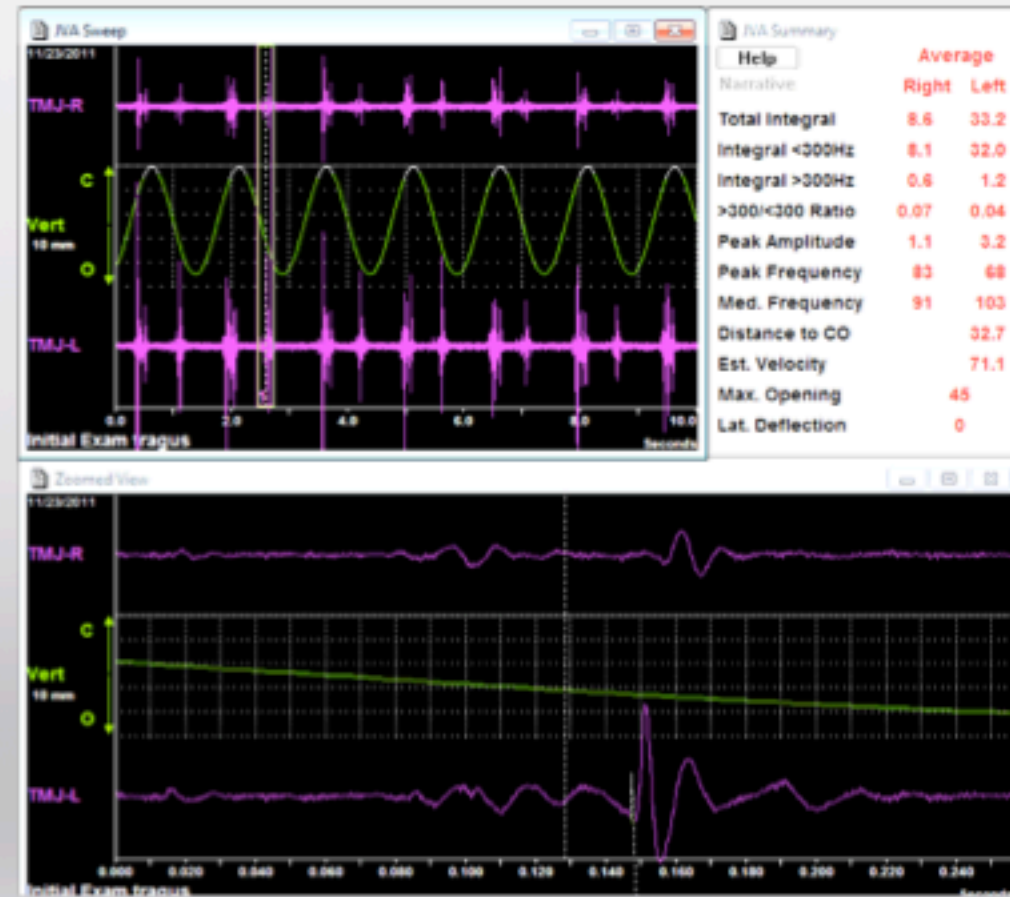 JVA Sweep
11/23/2011
TMJ-R
C
Vert
10 mm
O
TMJ-L
0.0 2.0 4.0 6.0 8.0 10.0
Initial Exam tragus Seconds
JVA Summary
Help Average
Narrative Right Left
Total Integral 8.6 33.2
Integral <300Hz 8.1 32.0
Integral >300Hz 0.6 1.2
>300/<300 Ratio 0.07 0.04
Peak Amplitude 1.1 3.2
Peak Frequency 83 68
Med. Frequency 91 103
Distance to CO 32.7
Est. Velocity 71.1
Max. Opening 45
Lat. Deflection 0
Zoomed View
11/23/2011
TMJ-R
C
Vert
10 mm
O
TMJ-L
0.000 0.020 0.040 0.060 0.080 0.100 0.120 0.140 0.160 0.180 0.200 0.220 0.240
Initial Exam tragus Seconds